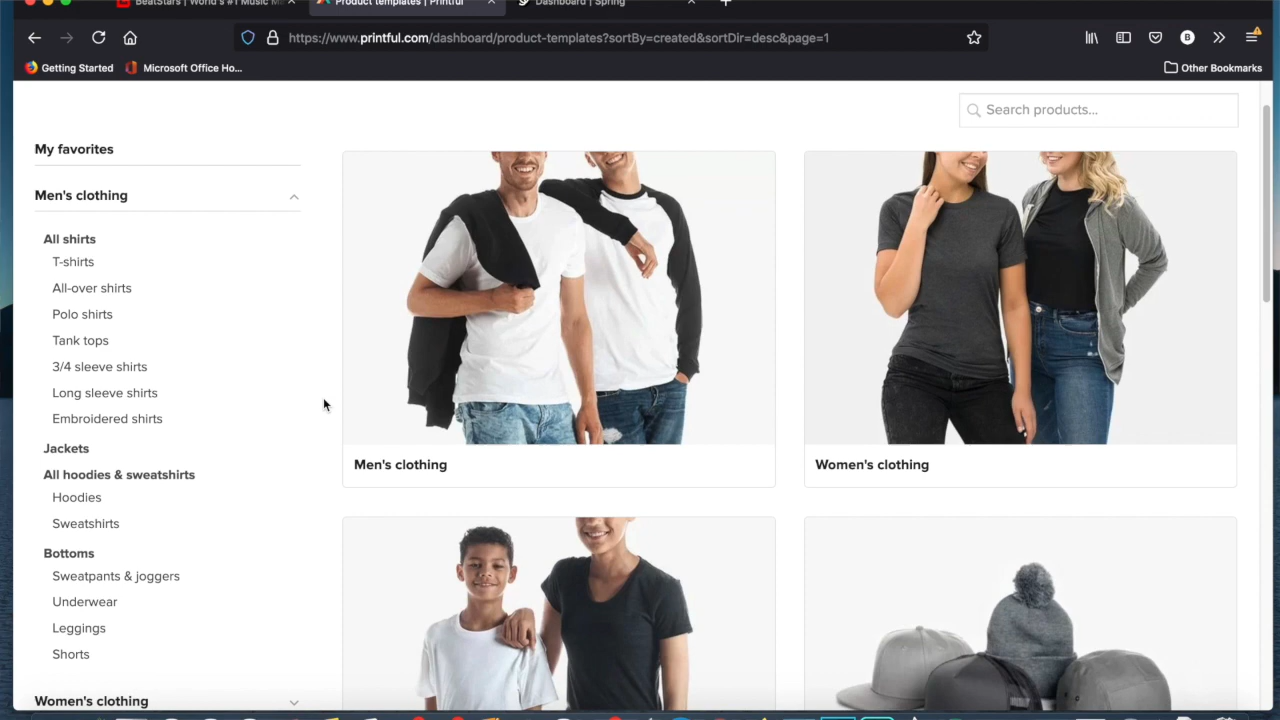 BeatStars | World's #1 Music Ma
Product templates | Printful
Dashboard | Spring
https://www.printful.com/dashboard/product-templates?sortBy=created&sortDir=desc&page=1
B
Getting Started
Microsoft Office Ho...
Other Bookmarks
Search products...
My favorites
Men's clothing
All shirts
T-shirts
All-over shirts
Polo shirts
Tank tops
3/4 sleeve shirts
Long sleeve shirts
Embroidered shirts
Jackets
All hoodies & sweatshirts
Hoodies
Sweatshirts
Bottoms
Sweatpants & joggers
Underwear
Leggings
Shorts
Women's clothing
Men's clothing
Women's clothing